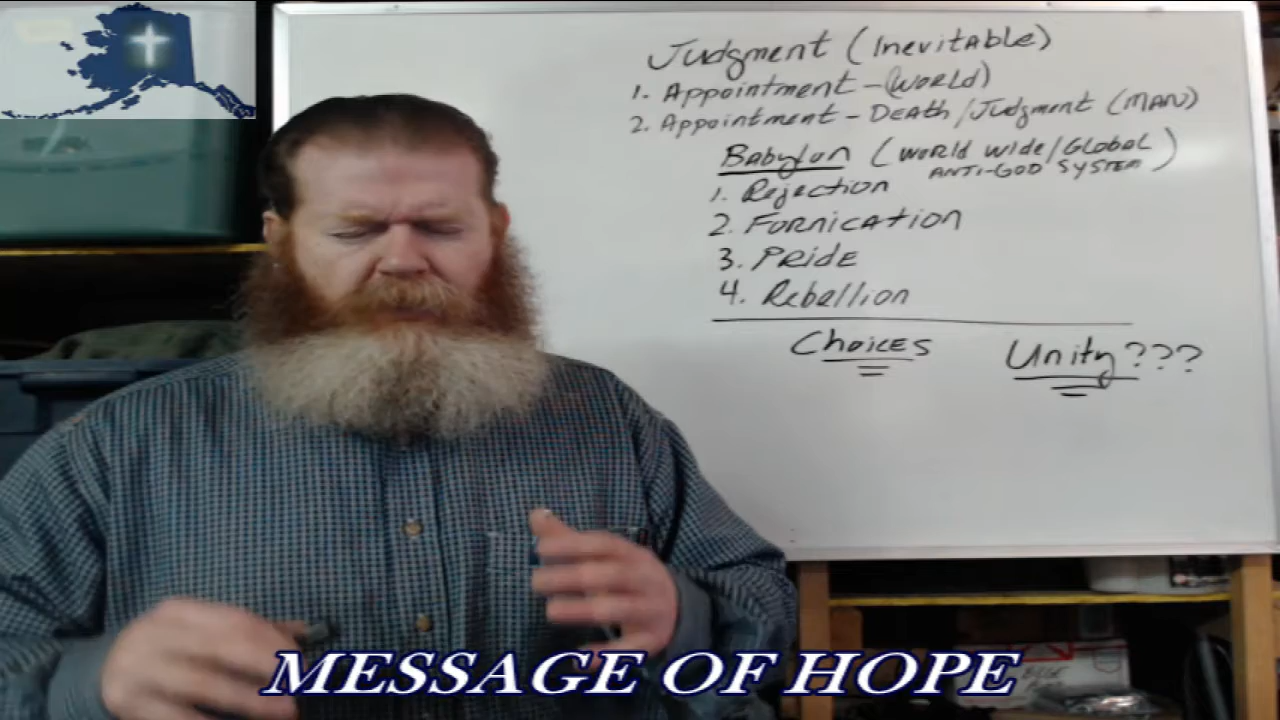 Judgment (Inevitable)
1. Appointment - (World)
2. Appointment - Death/Judgment (MAN)
Babylon (World Wide/Global
ANTI-GOD SYSTEM)
1. Rejection
2. Fornication
3. Pride
4. Rebellion
Choices Unity???
MESSAGE OF HOPE